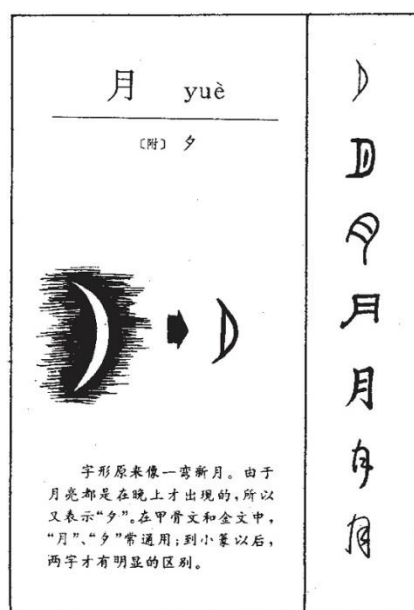 月 yuè
〔附〕 夕
字形原来像一弯新月。由于
月亮都是在晚上才出现的，所以
又表示“夕”。在甲骨文和金文中，
“月”、“夕”常通用；到小篆以后，
两字才有明显的区别。
月
月